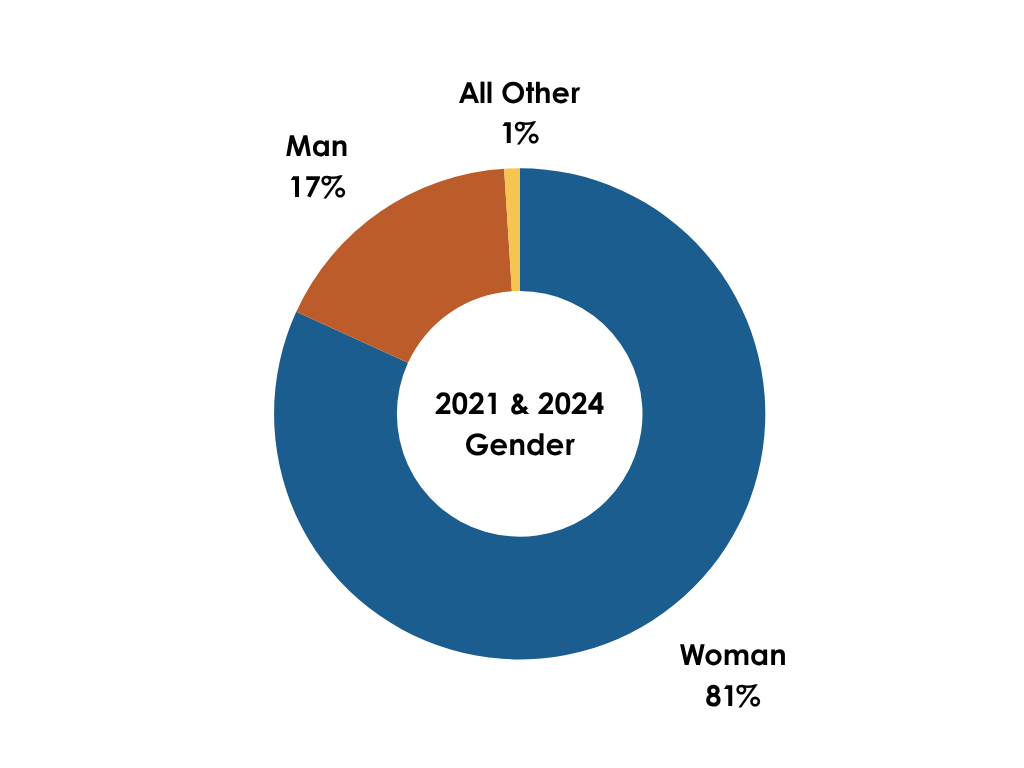 All Other
1%
Man
17%
2021 & 2024
Gender
Woman
81%